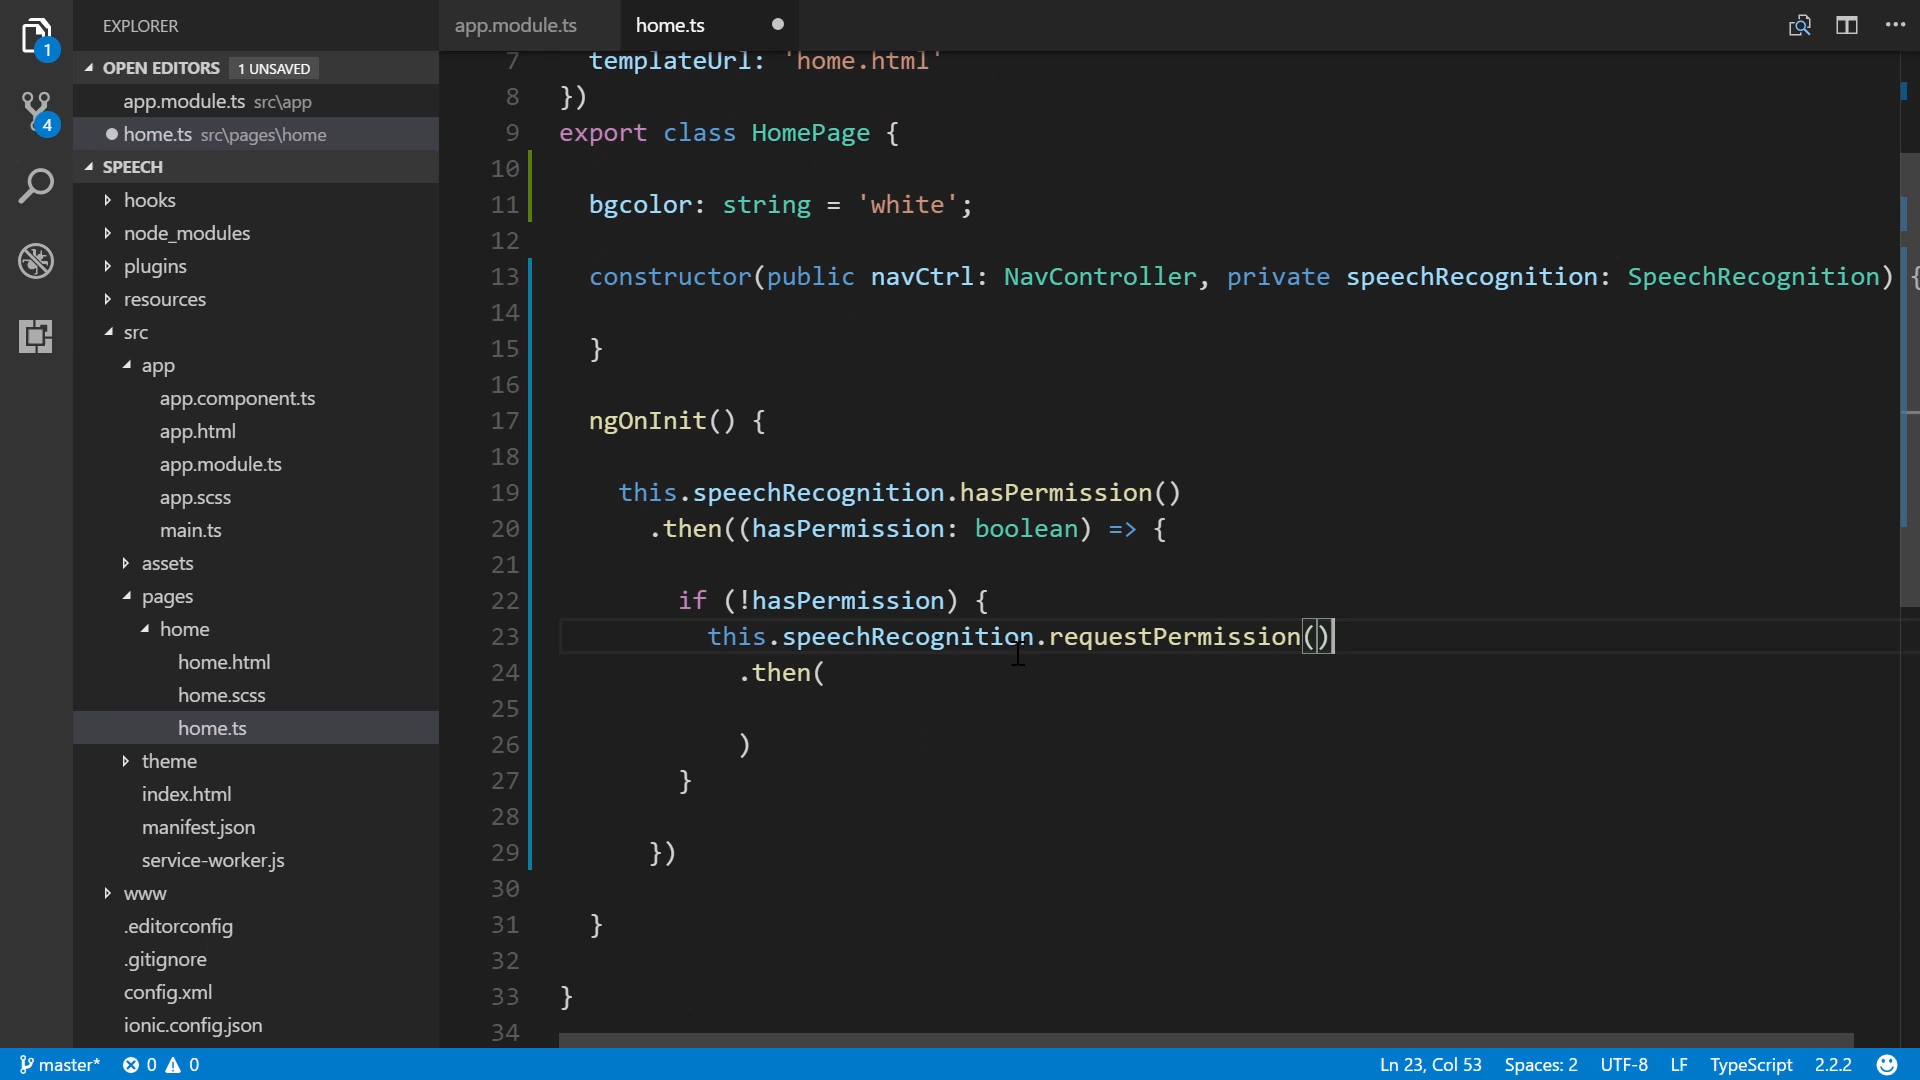 EXPLORER
app.module.ts
home.ts
1
OPEN EDITORS 1 UNSAVED
app.module.ts src\app
4
home.ts src\pages\home
SPEECH
hooks
node_modules
plugins
resources
src
app
app.component.ts
app.html
app.module.ts
app.scss
main.ts
assets
pages
home
home.html
home.scss
home.ts
theme
index.html
manifest.json
service-worker.js
www
.editorconfig
.gitignore
config.xml
ionic.config.json
7 templateUrl: 'home.html'
8 })
9 export class HomePage {
10
11 bgcolor: string = 'white';
12
13 constructor(public navCtrl: NavController, private speechRecognition: SpeechRecognition) {
14
15 }
16
17 ngOnInit() {
18
19 this.speechRecognition.hasPermission()
20 .then((hasPermission: boolean) => {
21
22 if (!hasPermission) {
23 this.speechRecognition.requestPermission()
24 .then(
25
26 )
27 }
28
29 })
30
31 }
32
33 }
34
master* 0 0
Ln 23, Col 53 Spaces: 2 UTF-8 LF TypeScript 2.2.2